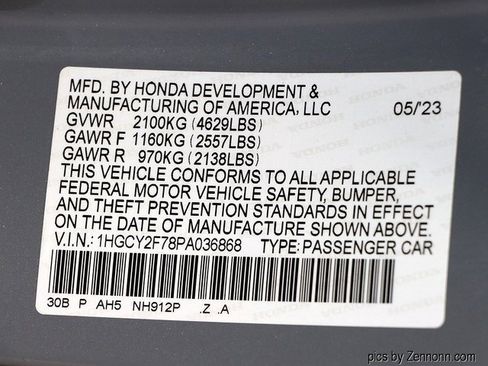 MFD. BY HONDA DEVELOPMENT &
MANUFACTURING OF AMERICA, LLC 05/23
GVWR 2100KG (4629LBS)
GAWR F 1160KG (2557LBS)
GAWR R 970KG (2138LBS)
THIS VEHICLE CONFORMS TO ALL APPLICABLE
FEDERAL MOTOR VEHICLE SAFETY, BUMPER,
AND THEFT PREVENTION STANDARDS IN EFFECT
ON THE DATE OF MANUFACTURE SHOWN ABOVE.
V.I.N.: 1HGCY2F78PA036868 TYPE: PASSENGER CAR
30B P AH5 NH912P .Z .A
pics by Zennonn.com